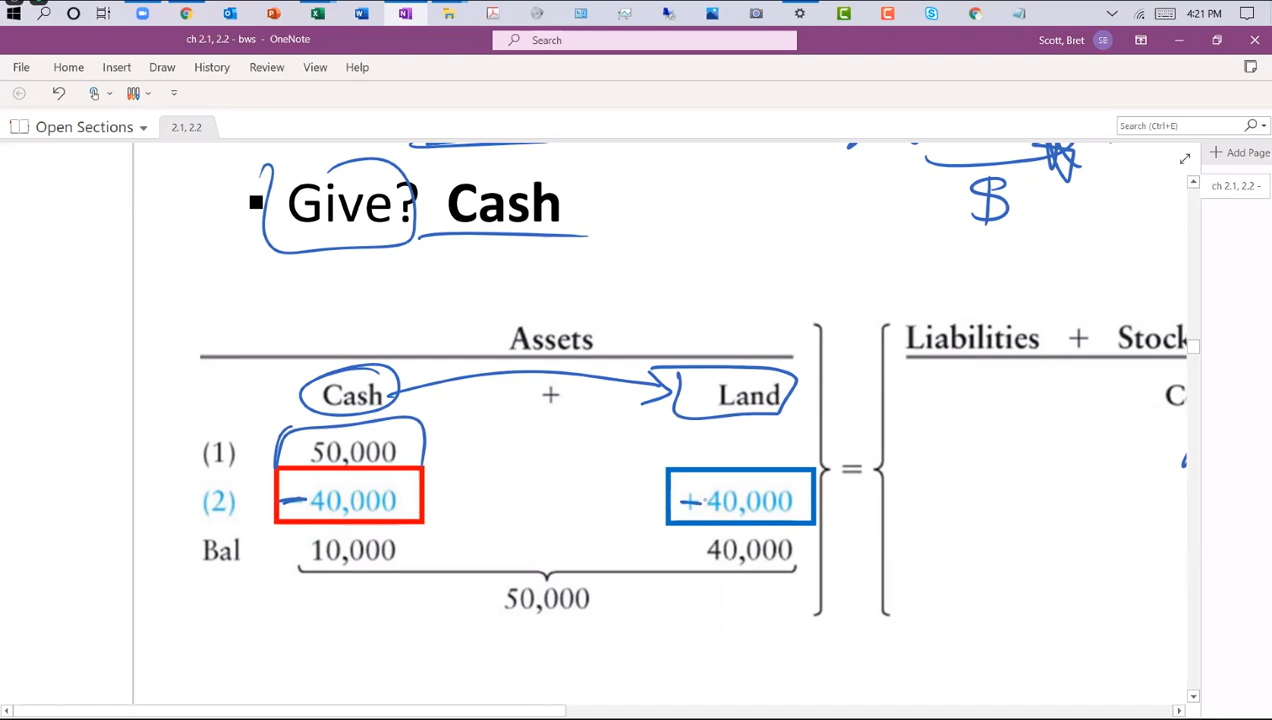 4:21 PM
ch 2.1, 2.2 - bws - OneNote
Search
Scott, Bret SB
File Home Insert Draw History Review View Help
Open Sections 2.1, 2.2 Search (Ctrl+E)
Add Page
ch 2.1, 2.2 -
▪ Give? Cash
$
Assets
Liabilities + Stock
Cash + Land
C
(1) 50,000
=
(2) −40,000 +40,000
Bal 10,000 40,000
50,000